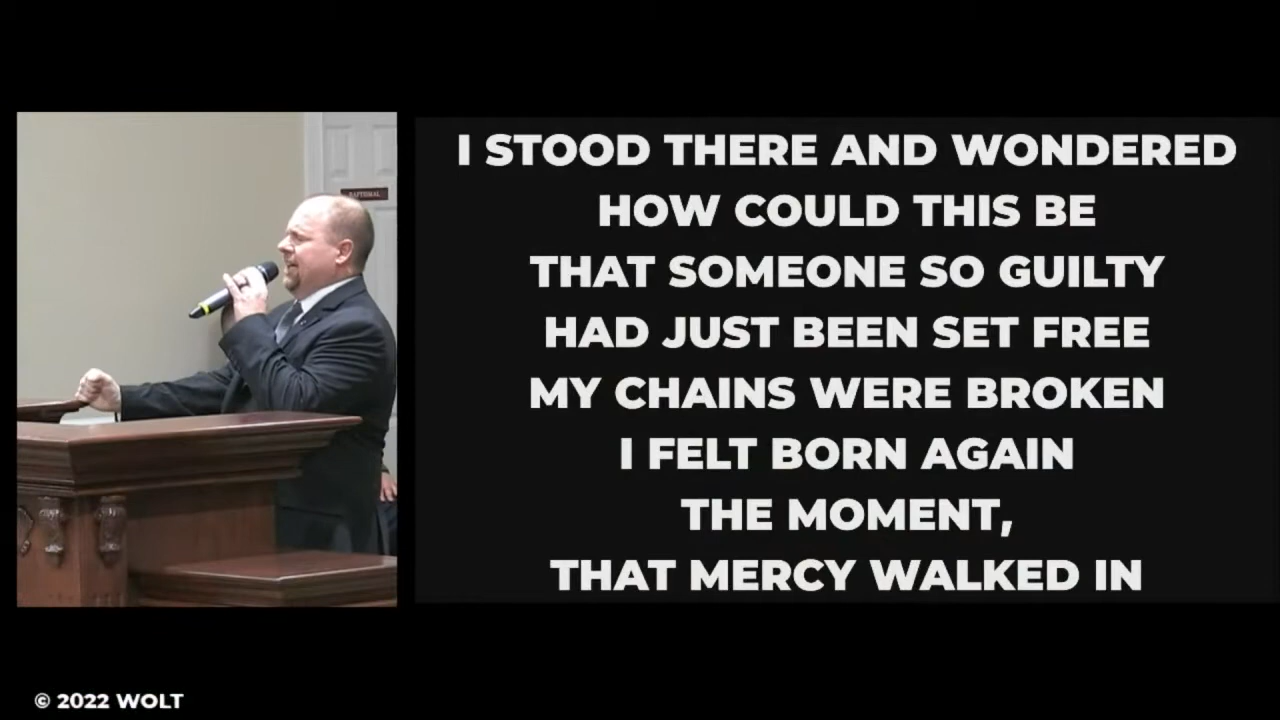 BAPTISMAL
I STOOD THERE AND WONDERED
HOW COULD THIS BE
THAT SOMEONE SO GUILTY
HAD JUST BEEN SET FREE
MY CHAINS WERE BROKEN
I FELT BORN AGAIN
THE MOMENT,
THAT MERCY WALKED IN
© 2022 WOLT